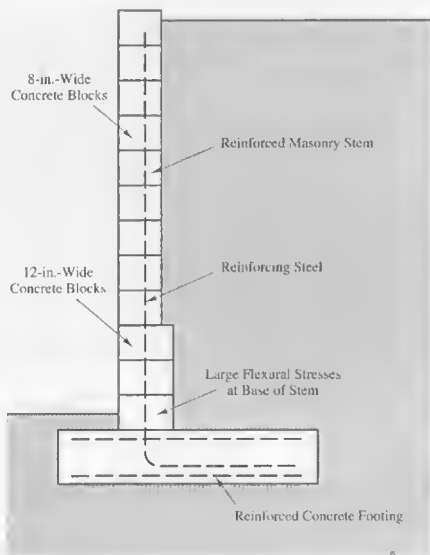 8-in.-Wide
Concrete Blocks
Reinforced Masonry Stem
Reinforcing Steel
12-in.-Wide
Concrete Blocks
Large Flexural Stresses
at Base of Stem
Reinforced Concrete Footing